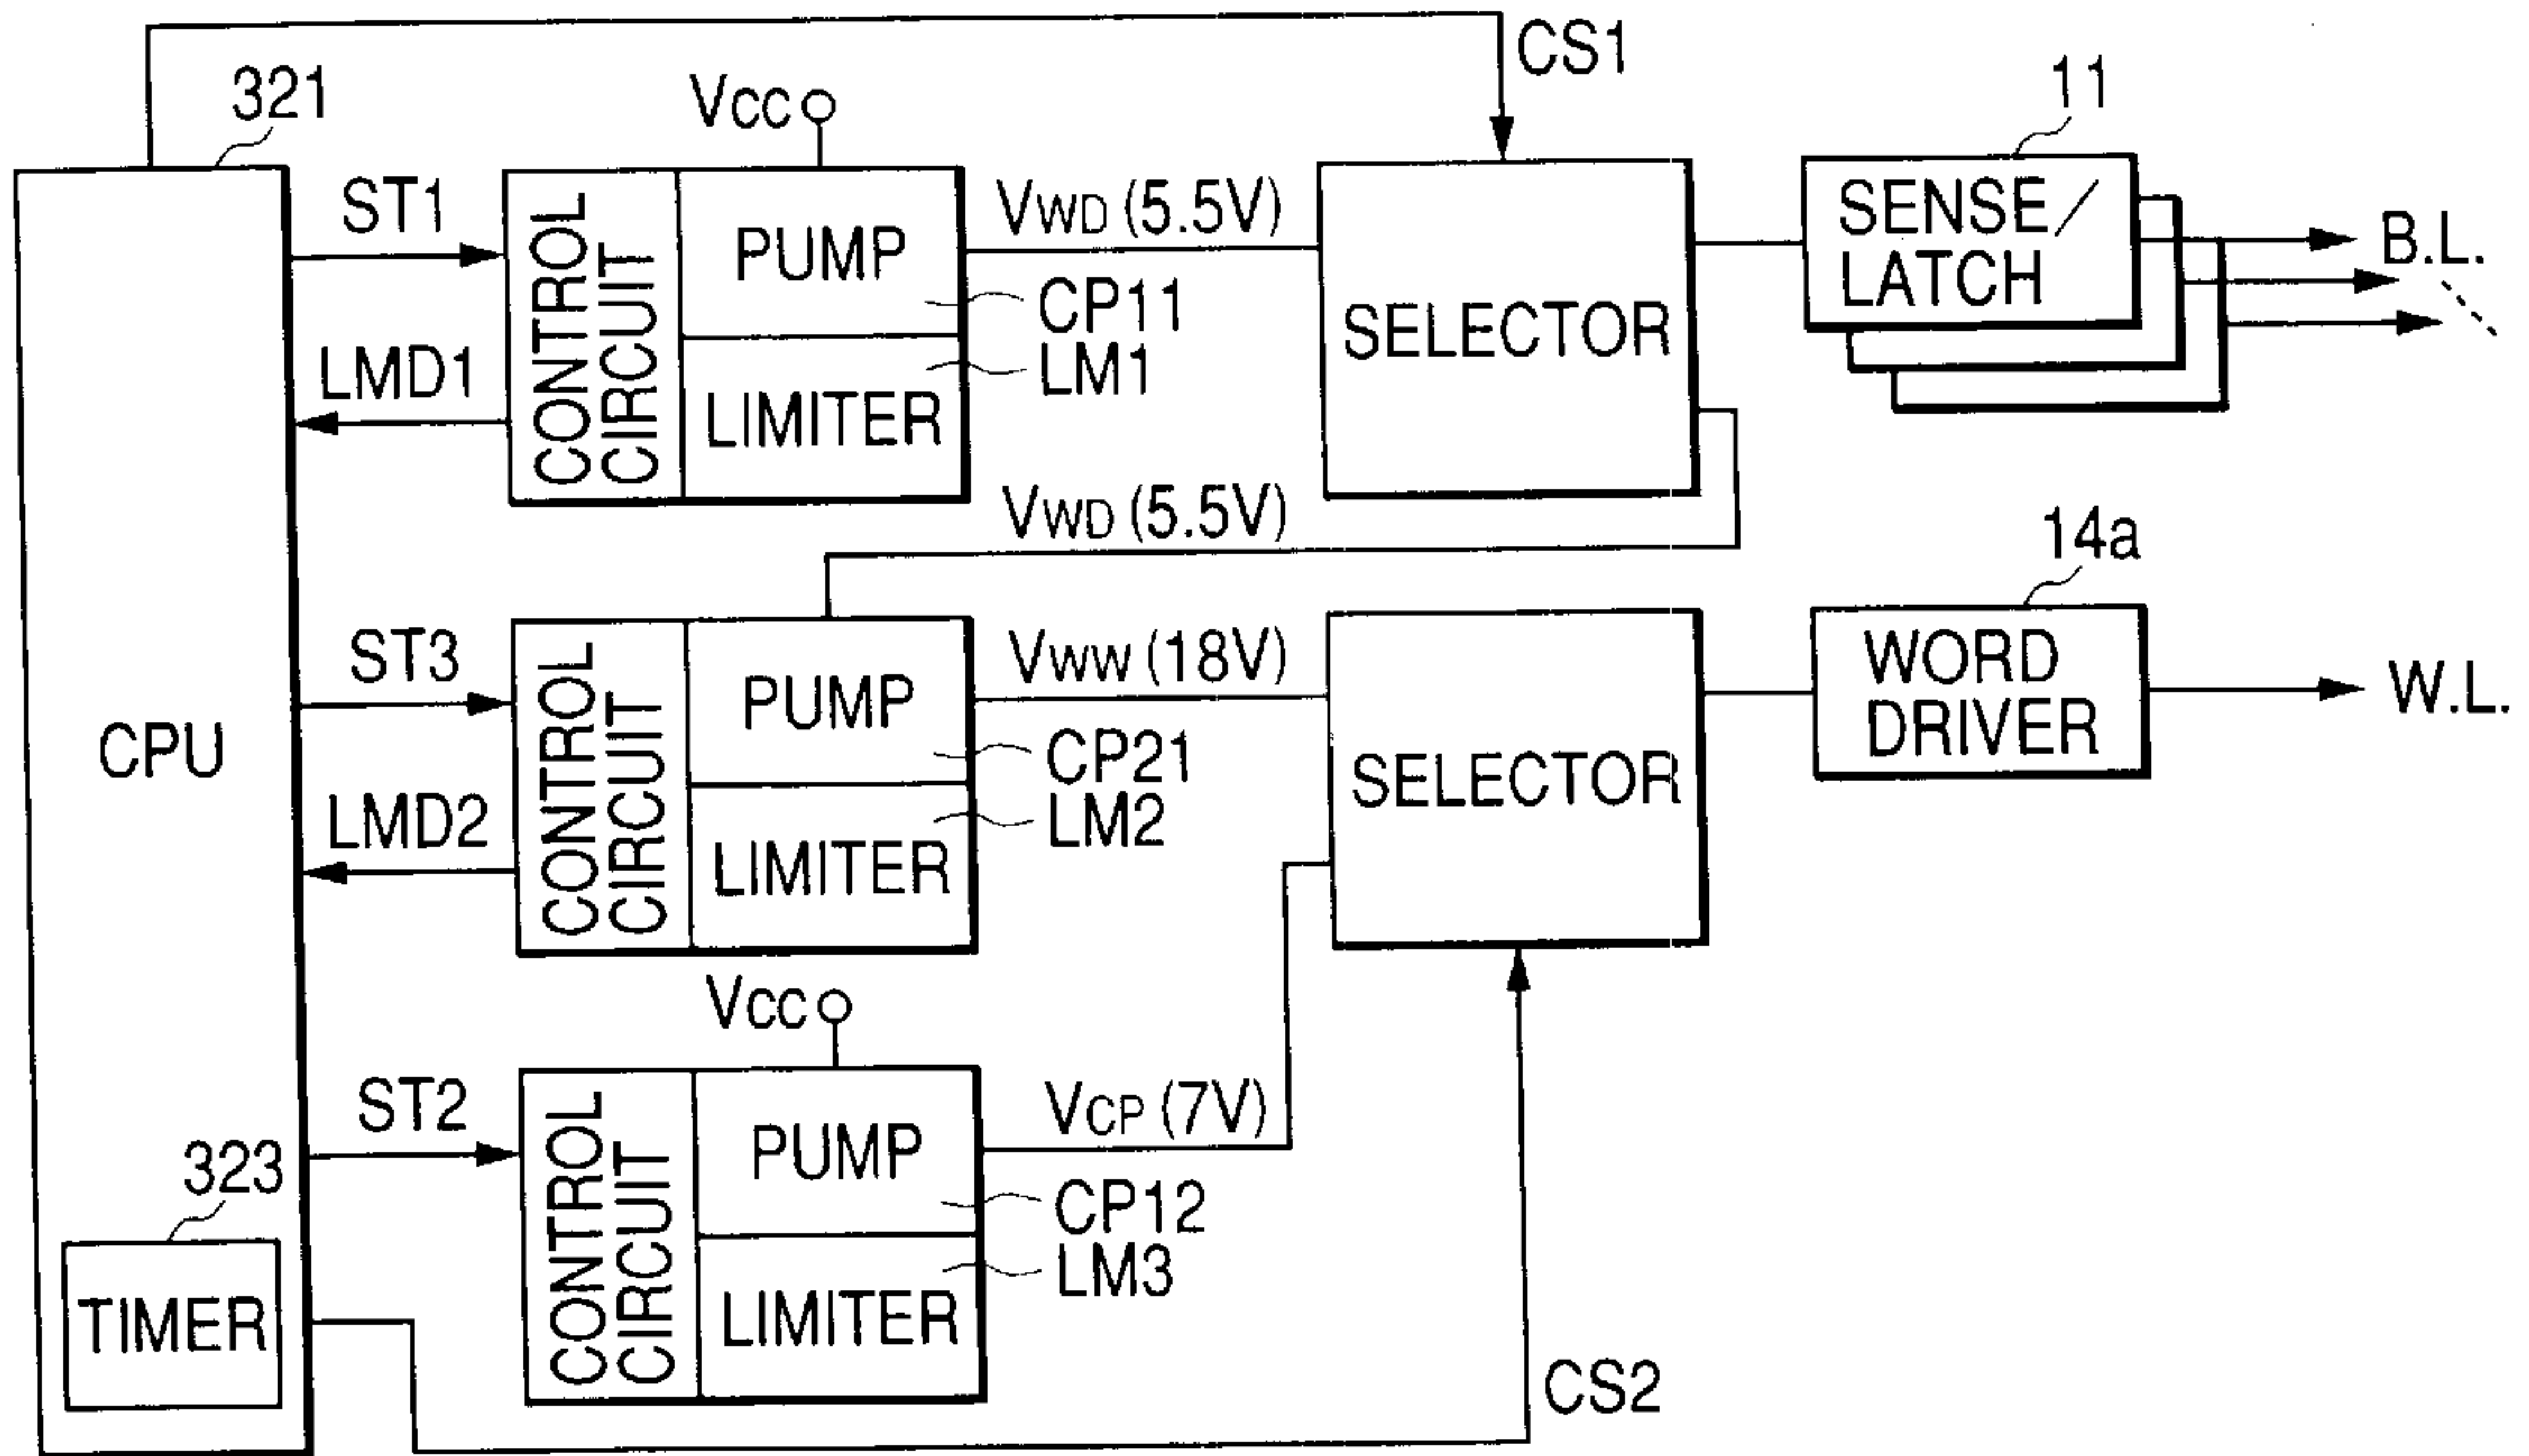 CS1
321
VCC
11
ST1
CONTROL
CIRCUIT
PUMP
VWD (5.5V)
SELECTOR
SENSE/
LATCH
B.L.
CP11
LMD1
LM1
LIMITER
VWD (5.5V)
14a
ST3
CONTROL
CIRCUIT
PUMP
VWW (18V)
SELECTOR
WORD
DRIVER
W.L.
CPU
CP21
LMD2
LM2
LIMITER
VCC
ST2
CONTROL
CIRCUIT
PUMP
VCP (7V)
323
CP12
LM3
TIMER
LIMITER
CS2